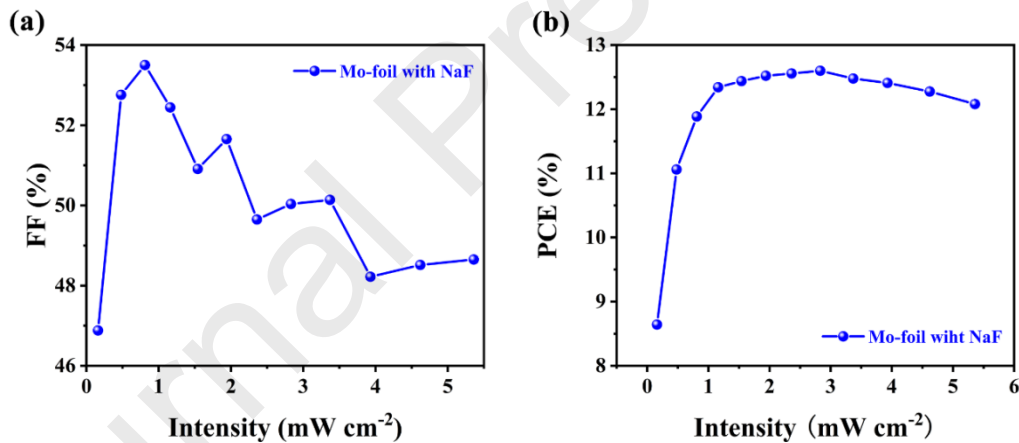 (a)
54
52
50
48
46
FF (%)
Mo-foil with NaF
0 1 2 3 4 5
Intensity (mW cm-2)
(b)
13
12
11
10
9
8
PCE (%)
Mo-foil wiht NaF
0 1 2 3 4 5 6
Intensity (mW cm-2)